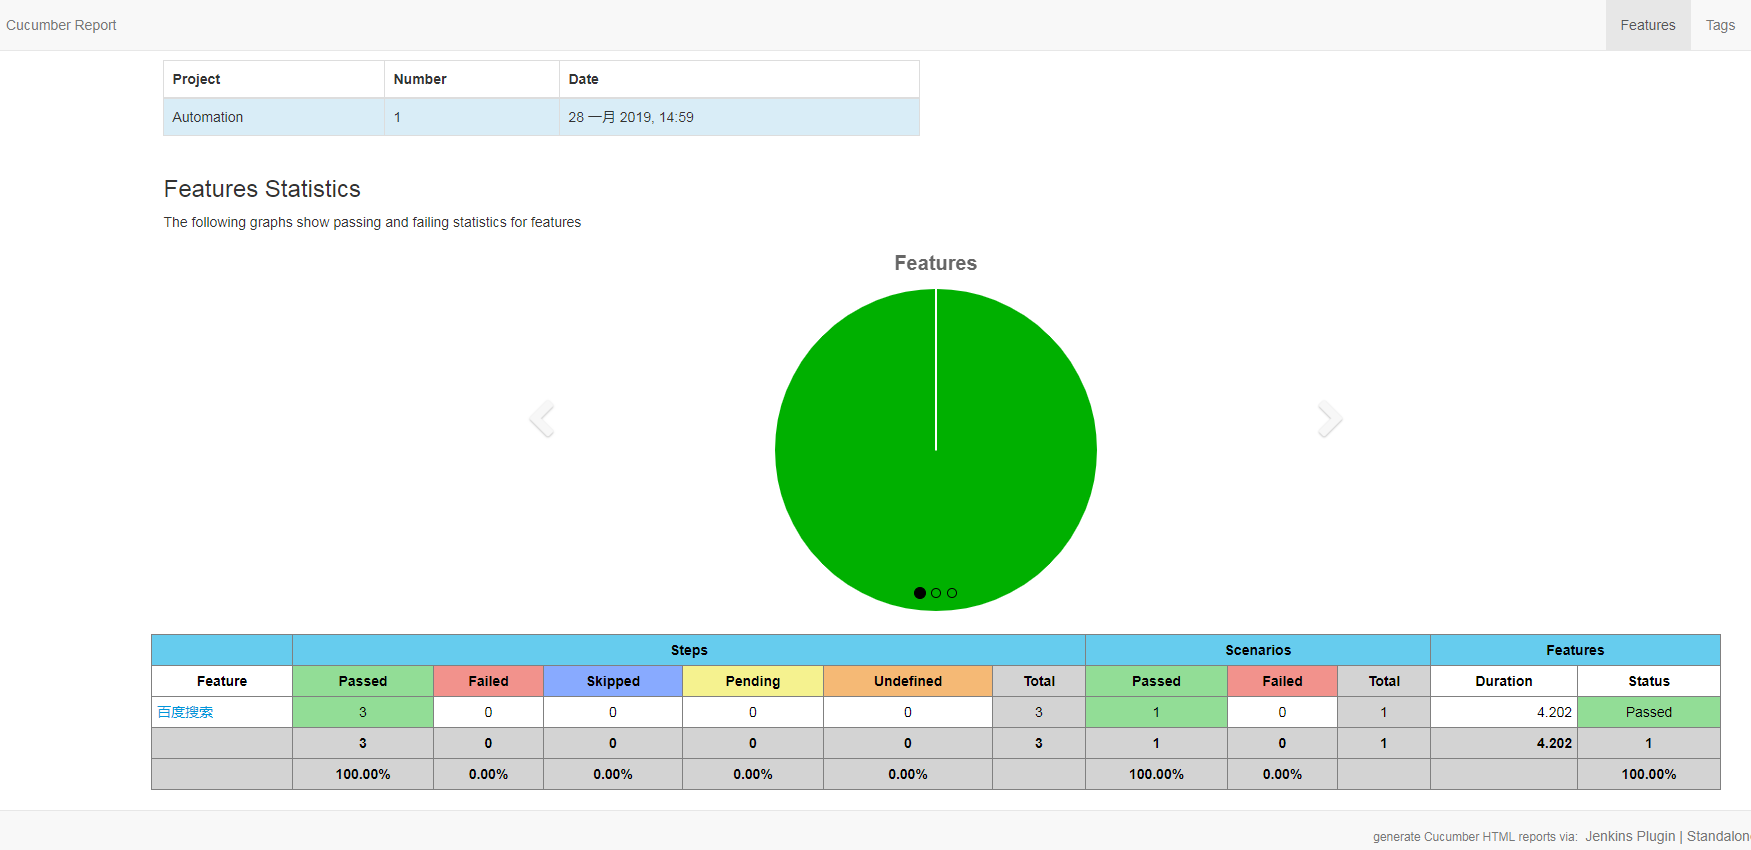 Cucumber Report Features Tags
Project Number Date
Automation 1 28 一月 2019, 14:59
Features Statistics
The following graphs show passing and failing statistics for features
Features
Steps Scenarios Features
Feature Passed Failed Skipped Pending Undefined Total Passed Failed Total Duration Status
百度搜索 3 0 0 0 0 3 1 0 1 4.202 Passed
3 0 0 0 0 3 1 0 1 4.202 1
100.00% 0.00% 0.00% 0.00% 0.00% 100.00% 0.00% 100.00%
generate Cucumber HTML reports via: Jenkins Plugin | Standalon